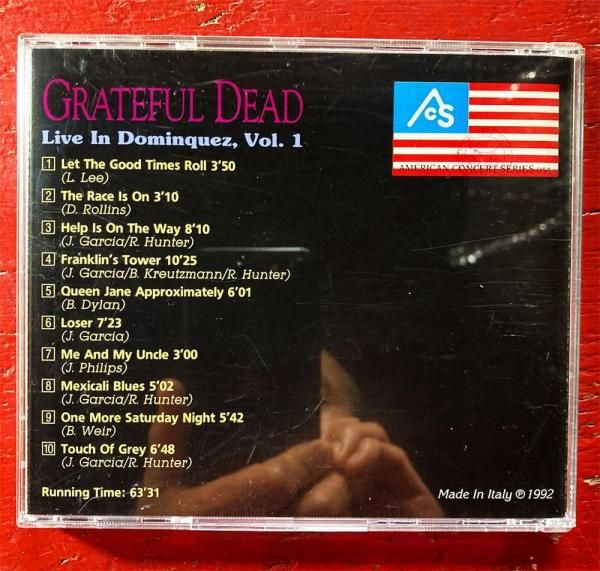 GRATEFUL DEAD
Live In Dominquez, Vol. 1
ACS
AMERICAN CONCERT SERIES
1 Let The Good Times Roll 3'50
(L. Lee)
2 The Race Is On 3'10
(D. Rollins)
3 Help Is On The Way 8'10
(J. Garcia/R. Hunter)
4 Franklin's Tower 10'25
(J. Garcia/B. Kreutzmann/R. Hunter)
5 Queen Jane Approximately 6'01
(B. Dylan)
6 Loser 7'23
(J. Garcia)
7 Me And My Uncle 3'00
(J. Philips)
8 Mexicali Blues 5'02
(J. Garcia/R. Hunter)
9 One More Saturday Night 5'42
(B. Weir)
10 Touch Of Grey 6'48
(J. Garcia/R. Hunter)
Running Time: 63'31
Made In Italy ℗ 1992